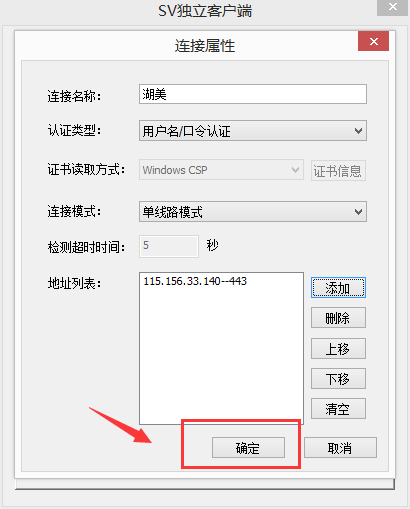 SV独立客户端
连接属性
连接名称： 湖美
认证类型： 用户名/口令认证
证书读取方式： Windows CSP 证书信息
连接模式： 单线路模式
检测超时时间： 5 秒
地址列表： 115.156.33.140--443
添加
删除
上移
下移
清空
确定 取消